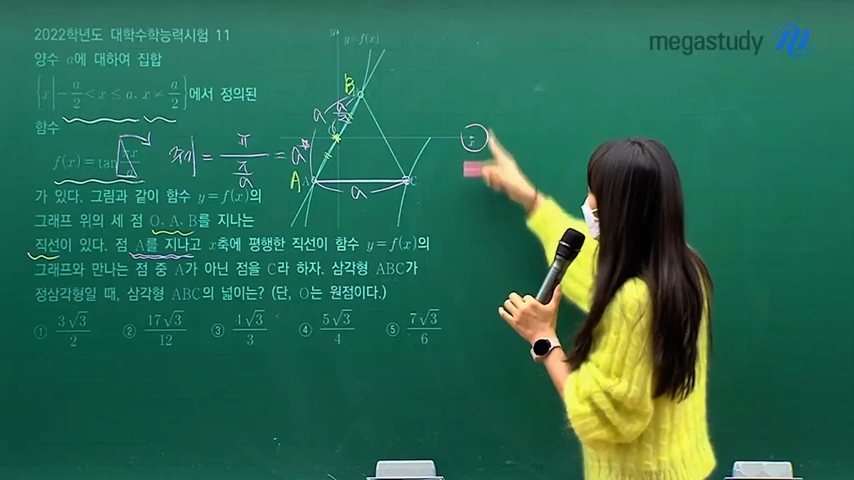 2022학년도 대학수학능력시험 11
megastudy
양수 a에 대하여 집합
{x | -a/2 < x ≤ a, x ≠ a/2}에서 정의된
함수
f(x) = tan πx/a
주기 = π / (π/a) = a*
가 있다. 그림과 같이 함수 y = f(x)의
그래프 위의 세 점 O, A, B를 지나는
직선이 있다. 점 A를 지나고 x축에 평행한 직선이 함수 y = f(x)의
그래프와 만나는 점 중 A가 아닌 점을 C라 하자. 삼각형 ABC가
정삼각형일 때, 삼각형 ABC의 넓이는? (단, O는 원점이다.)
① 3√3/2 ② 17√3/12 ③ 4√3/3 ④ 5√3/4 ⑤ 7√3/6
y
y = f(x)
B
a
a/2
x
A
C
a